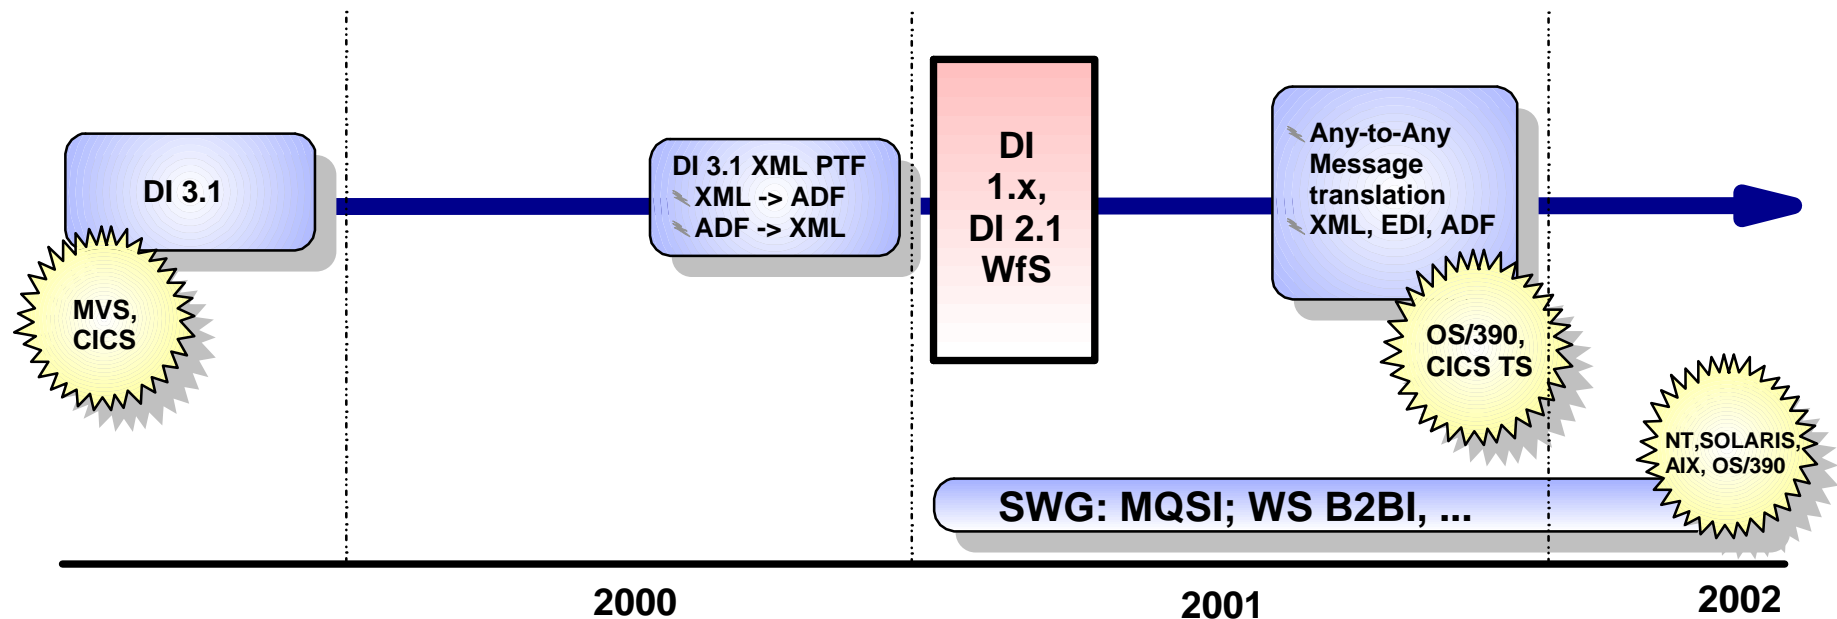 DI 3.1
MVS,
CICS
DI 3.1 XML PTF
XML -> ADF
ADF -> XML
DI
1.x,
DI 2.1
WfS
Any-to-Any
Message
translation
XML, EDI, ADF
OS/390,
CICS TS
NT,SOLARIS,
AIX, OS/390
SWG: MQSI; WS B2BI, ...
2000
2001
2002